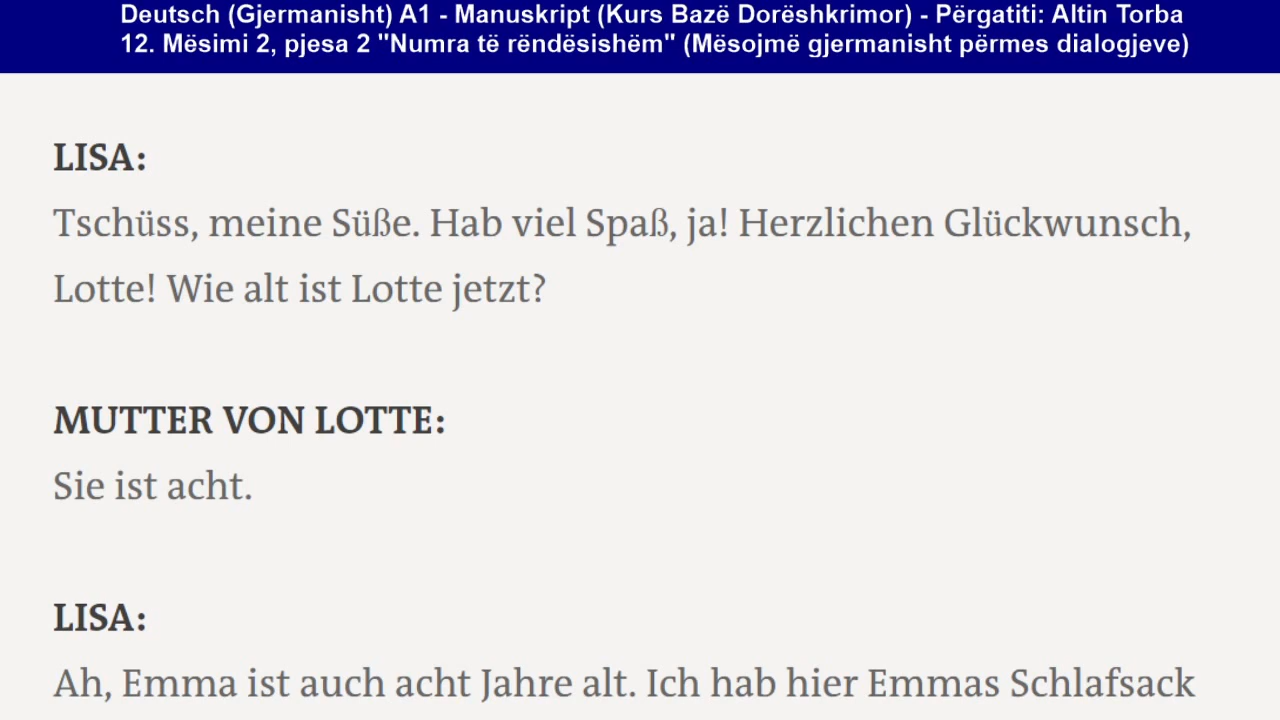 Deutsch (Gjermanisht) A1 - Manuskript (Kurs Bazë Dorëshkrimor) - Përgatiti: Altin Torba
12. Mësimi 2, pjesa 2 "Numra të rëndësishëm" (Mësojmë gjermanisht përmes dialogjeve)
LISA:
Tschüss, meine Süße. Hab viel Spaß, ja! Herzlichen Glückwunsch,
Lotte! Wie alt ist Lotte jetzt?
MUTTER VON LOTTE:
Sie ist acht.
LISA:
Ah, Emma ist auch acht Jahre alt. Ich hab hier Emmas Schlafsack